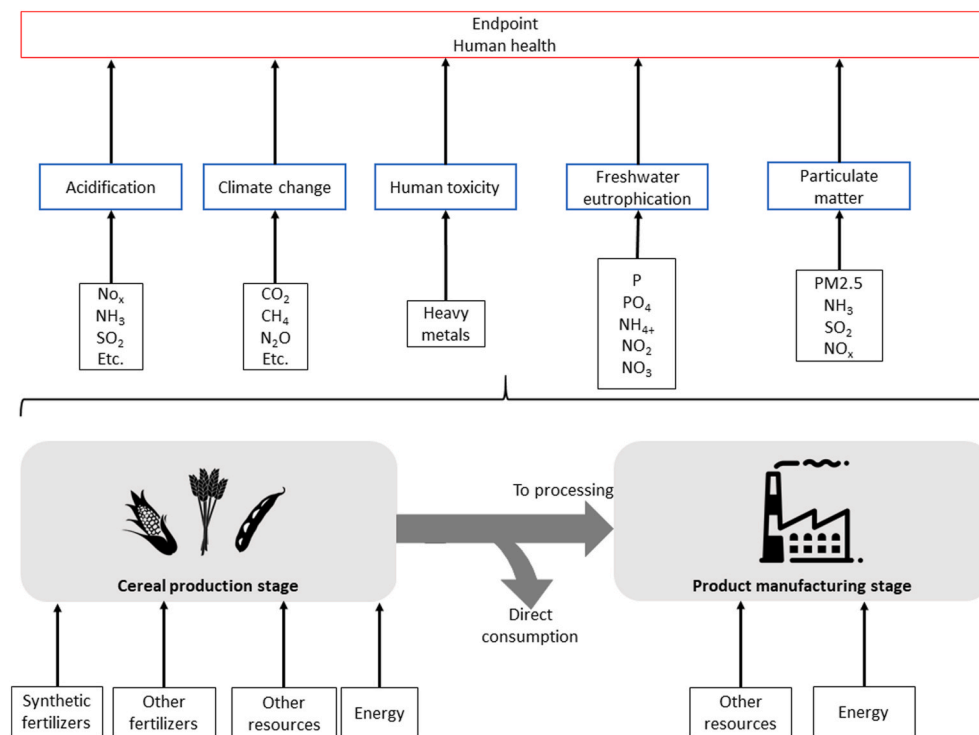 Endpoint
Human health
Acidification
Climate change
Human toxicity
Freshwater
eutrophication
Particulate
matter
Noₓ
NH₃
SO₂
Etc.
CO₂
CH₄
N₂O
Etc.
Heavy
metals
P
PO₄
NH₄₊
NO₂
NO₃
PM2.5
NH₃
SO₂
NOₓ
To processing
Cereal production stage
Direct
consumption
Product manufacturing stage
Synthetic
fertilizers
Other
fertilizers
Other
resources
Energy
Other
resources
Energy